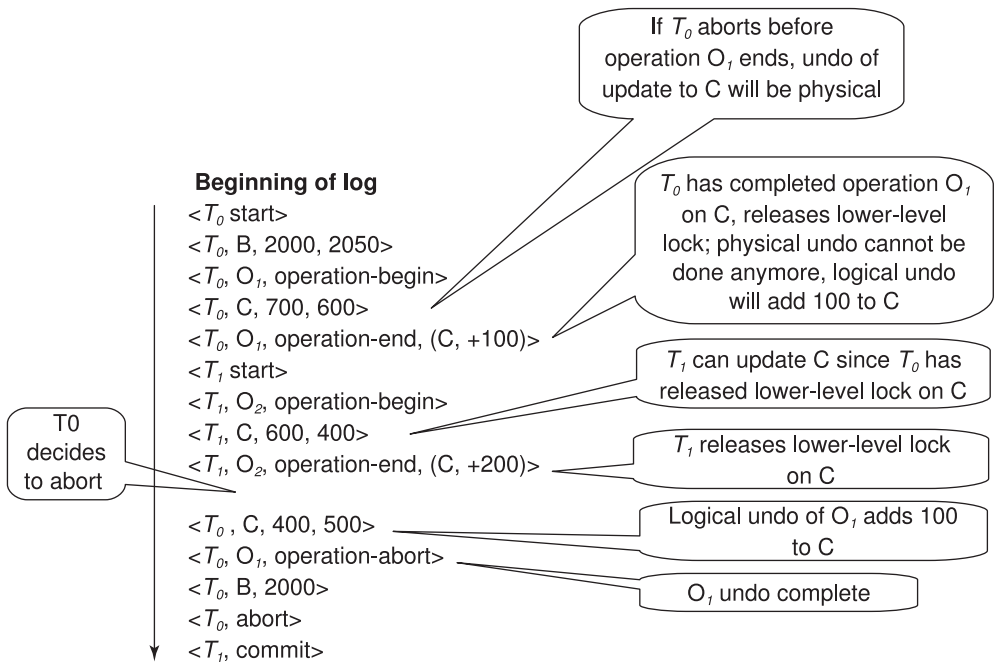 If T0 aborts before
operation O1 ends, undo of
update to C will be physical
Beginning of log
<T0 start>
<T0, B, 2000, 2050>
<T0, O1, operation-begin>
<T0, C, 700, 600>
<T0, O1, operation-end, (C, +100)>
<T1 start>
<T1, O2, operation-begin>
<T1, C, 600, 400>
<T1, O2, operation-end, (C, +200)>
<T0 , C, 400, 500>
<T0, O1, operation-abort>
<T0, B, 2000>
<T0, abort>
<T1, commit>
T0 has completed operation O1
on C, releases lower-level
lock; physical undo cannot be
done anymore, logical undo
will add 100 to C
T1 can update C since T0 has
released lower-level lock on C
T1 releases lower-level lock
on C
Logical undo of O1 adds 100
to C
O1 undo complete
T0
decides
to abort